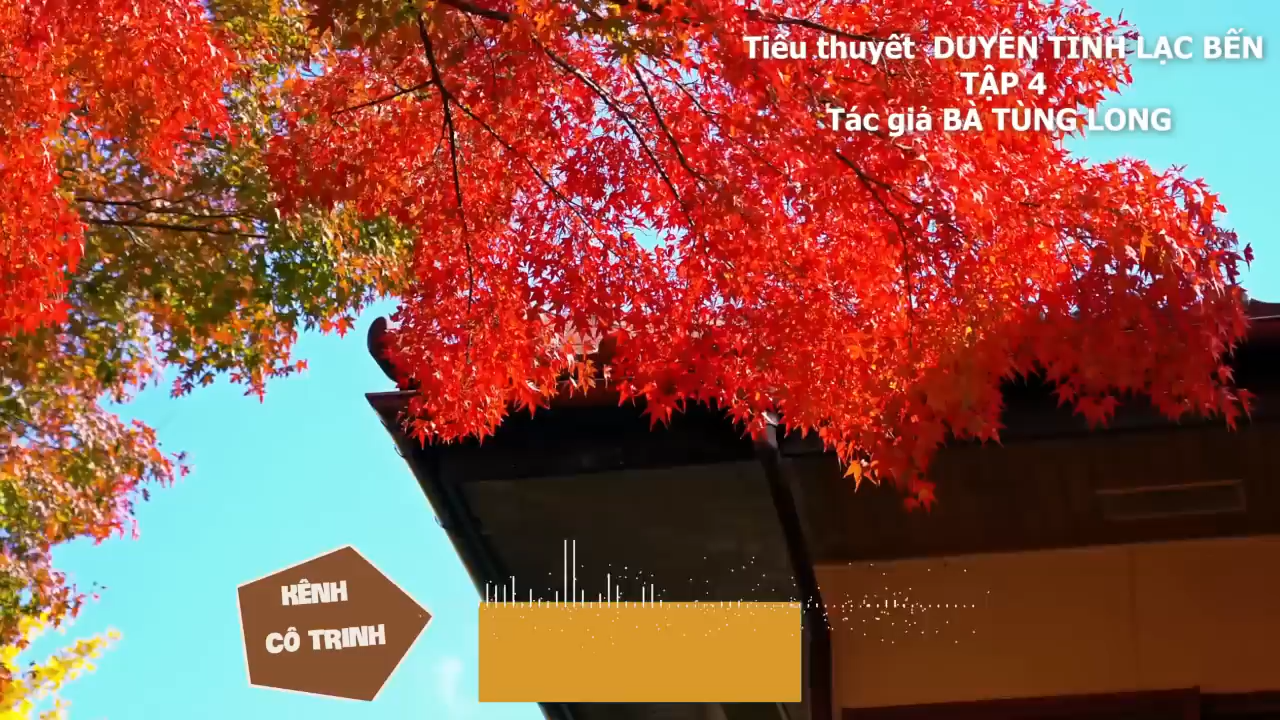 Tiểu thuyết DUYÊN TÌNH LẠC BẾN
TẬP 4
Tác giả BÀ TÙNG LONG
KÊNH
CÔ TRINH